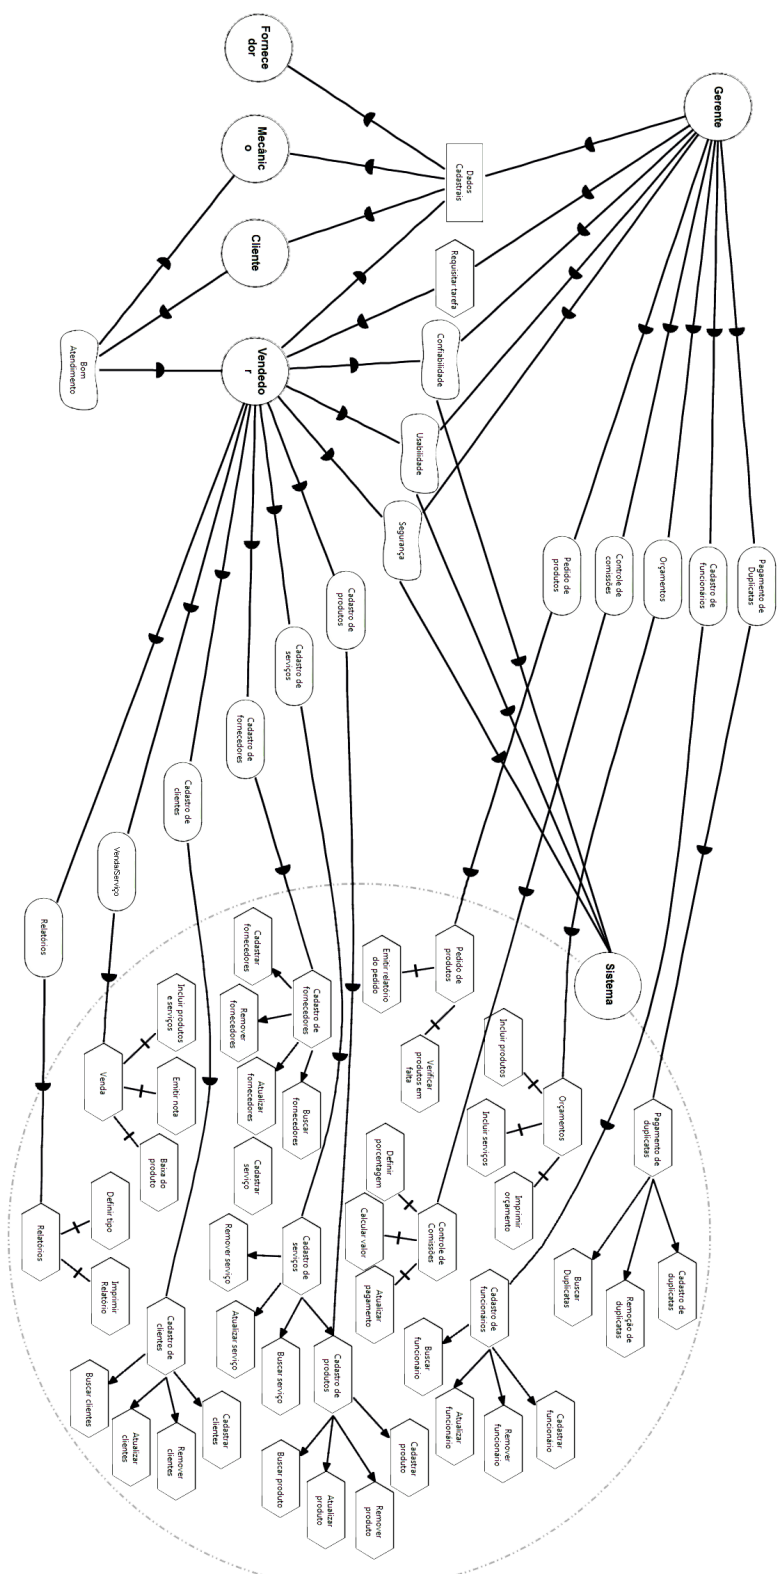 Fornece
dor
Gerente
Mecânic
o
Dados
Cadastrais
Cliente
Requisitar tarefa
Bom
Atendimento
Vendedo
r
Confiabilidade
Usabilidade
Segurança
Pedido de
produtos
Controle de
comissões
Orçamentos
Cadastro de
funcionários
Pagamento de
Duplicatas
Cadastro de
produtos
Cadastro de
serviços
Cadastro de
fornecedores
Cadastro de
clientes
Venda/Serviço
Relatórios
Sistema
Cadastrar
fornecedores
Emitir relatório
do pedido
Pedido de
produtos
Incluir produtos
e serviços
Remover
fornecedores
Cadastro de
fornecedores
Incluir produtos
Venda
Emitir nota
Atualizar
fornecedores
Buscar
fornecedores
Verificar
produtos em
falta
Incluir serviços
Orçamentos
Pagamento de
duplicatas
Baixa do
produto
Cadastrar
serviço
Definir
porcentagem
Imprimir
orçamento
Relatórios
Definir tipo
Remover serviço
Cadastro de
serviços
Calcular valor
Controle de
Comissões
Imprimir
Relatório
Atualizar
pagamento
Buscar
Duplicatas
Remoção de
duplicatas
Cadastro de
duplicatas
Cadastro de
clientes
Atualizar serviço
Buscar serviço
Cadastro de
produtos
Buscar
funcionário
Cadastro de
funcionários
Buscar clientes
Atualizar
clientes
Remover
clientes
Cadastrar
clientes
Buscar produto
Atualizar
produto
Remover
produto
Cadastrar
produto
Atualizar
funcionário
Remover
funcionário
Cadastrar
funcionário